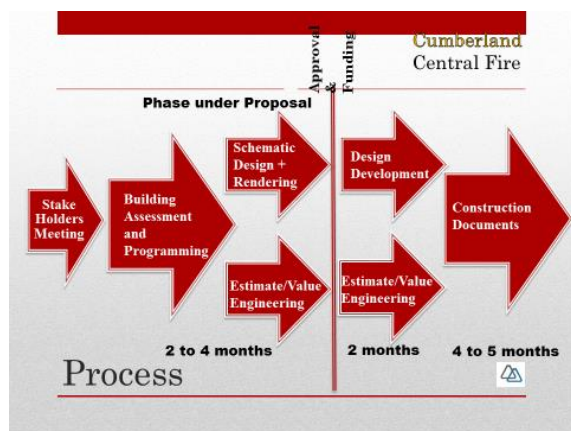 Cumberland
Central Fire
Approval
&
Funding
Phase under Proposal
Stake
Holders
Meeting
Building
Assessment
and
Programming
Schematic
Design +
Rendering
Estimate/Value
Engineering
Design
Development
Estimate/Value
Engineering
Construction
Documents
2 to 4 months
2 months
4 to 5 months
Process